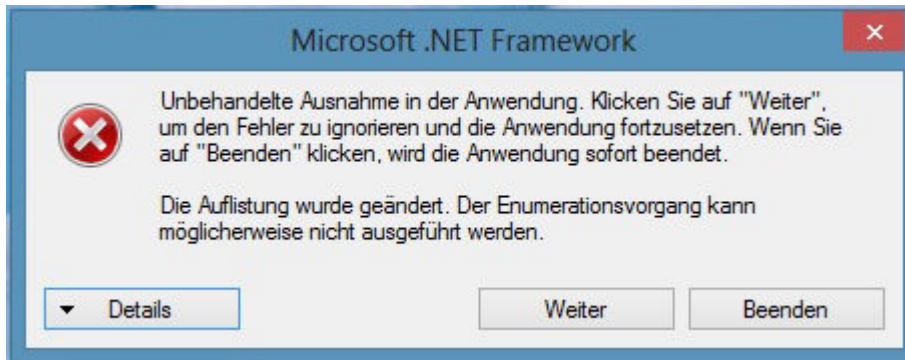 Microsoft .NET Framework
Unbehandelte Ausnahme in der Anwendung. Klicken Sie auf "Weiter",
um den Fehler zu ignorieren und die Anwendung fortzusetzen. Wenn Sie
auf "Beenden" klicken, wird die Anwendung sofort beendet.
Die Auflistung wurde geändert. Der Enumerationsvorgang kann
möglicherweise nicht ausgeführt werden.
Details
Weiter
Beenden